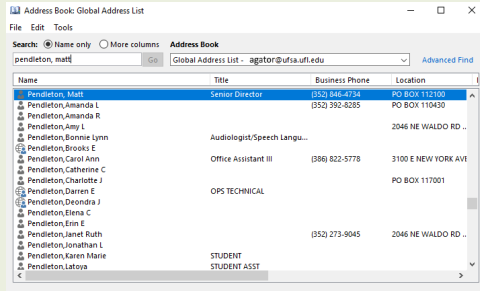 Address Book: Global Address List
File Edit Tools
Search: Name only More columns Address Book
pendleton, matt Go Global Address List - agator@ufsa.ufl.edu Advanced Find
Name Title Business Phone Location
Pendleton, Matt Senior Director (352) 846-4734 PO BOX 112100
Pendleton,Amanda L (352) 392-8285 PO BOX 110430
Pendleton,Amanda R
Pendleton,Amy L 2046 NE WALDO RD ...
Pendleton,Bonnie Lynn Audiologist/Speech Langu...
Pendleton,Brooks E
Pendleton,Carol Ann Office Assistant III (386) 822-5778 3100 E NEW YORK AVE
Pendleton,Catherine C
Pendleton,Charlotte J PO BOX 117001
Pendleton,Darren E OPS TECHNICAL
Pendleton,Deondra J
Pendleton,Elena C
Pendleton,Erin E
Pendleton,Janet Ruth (352) 273-9045 2046 NE WALDO RD ...
Pendleton,Jonathan L
Pendleton,Karen Marie STUDENT
Pendleton,Latoya STUDENT ASST